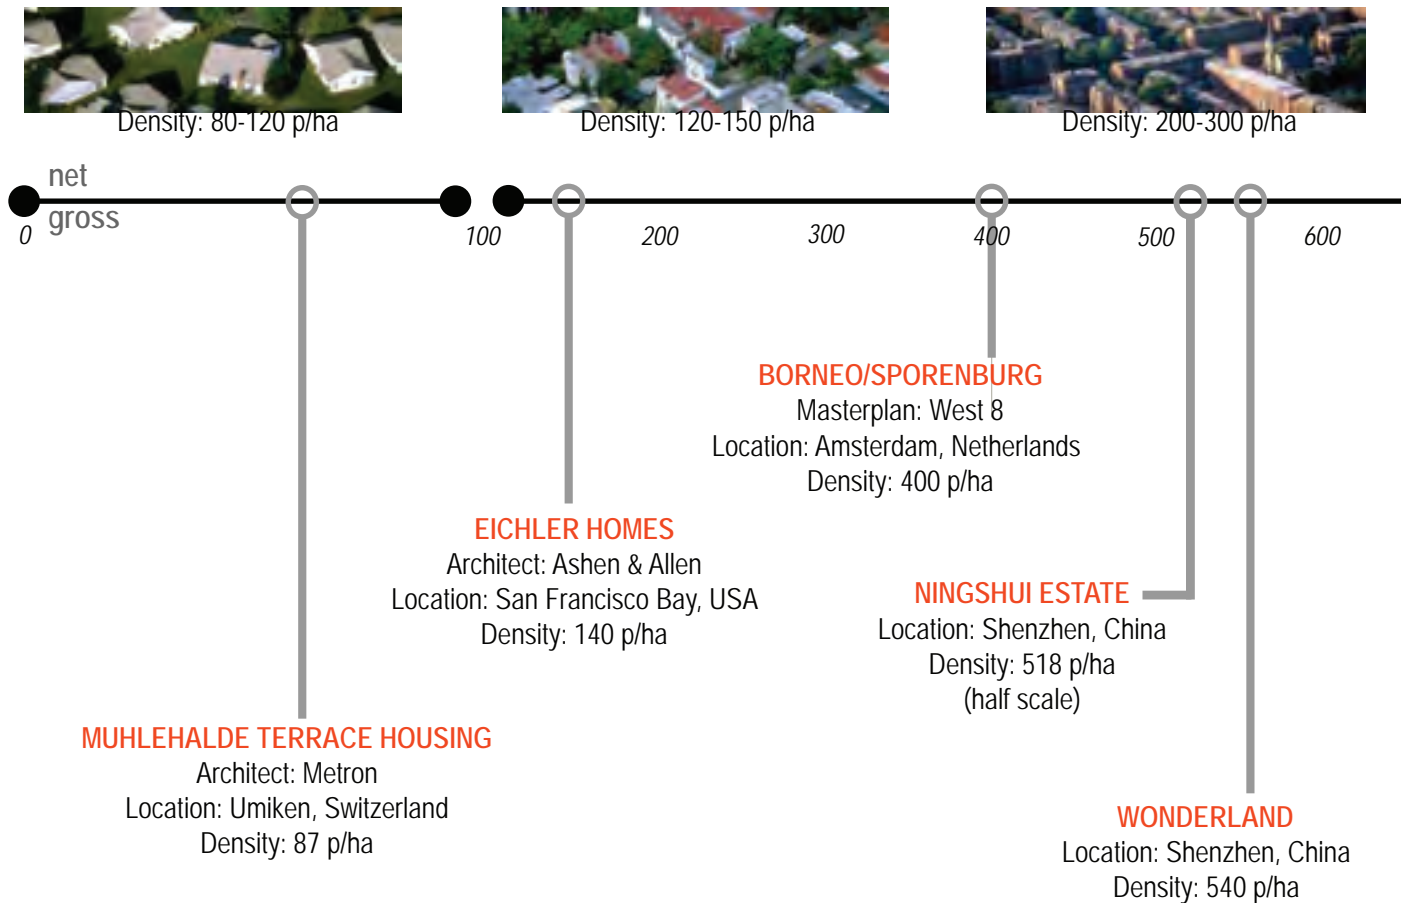 Density: 80-120 p/ha
Density: 120-150 p/ha
Density: 200-300 p/ha
net
gross
0
100
200
300
400
500
600
BORNEO/SPORENBURG
Masterplan: West 8
Location: Amsterdam, Netherlands
Density: 400 p/ha
EICHLER HOMES
Architect: Ashen & Allen
Location: San Francisco Bay, USA
Density: 140 p/ha
NINGSHUI ESTATE
Location: Shenzhen, China
Density: 518 p/ha
(half scale)
MUHLEHALDE TERRACE HOUSING
Architect: Metron
Location: Umiken, Switzerland
Density: 87 p/ha
WONDERLAND
Location: Shenzhen, China
Density: 540 p/ha